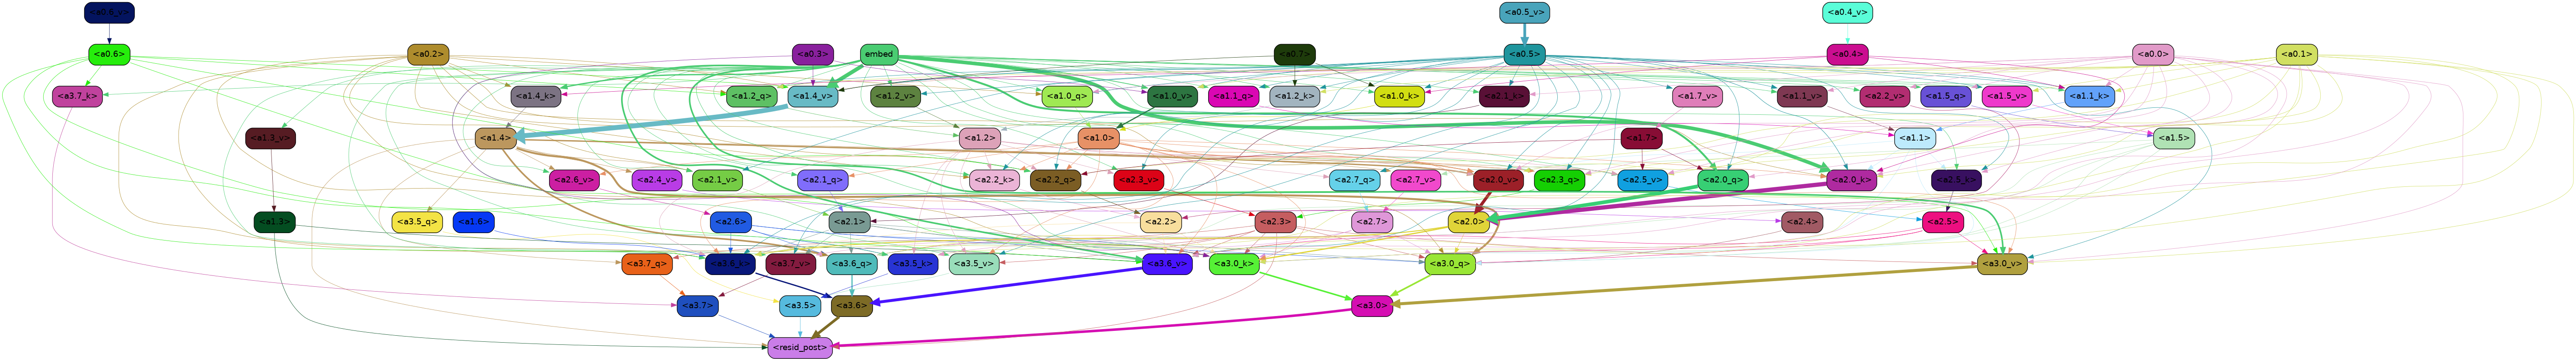 <a0.6_v> <a0.5_v> <a0.4_v>
<a0.6> <a0.2> <a0.3> embed <a0.7> <a0.5> <a0.4> <a0.0> <a0.1>
<a3.7_k> <a1.4_k> <a1.2_q> <a1.4_v> <a1.2_v> <a1.0_q> <a1.0_v> <a1.1_q> <a1.2_k> <a1.0_k> <a2.1_k> <a1.7_v> <a1.1_v> <a2.2_v> <a1.5_q> <a1.5_v> <a1.1_k>
<a1.3_v> <a1.4> <a1.2> <a1.0> <a1.7> <a1.1> <a1.5>
<a2.6_v> <a2.4_v> <a2.1_v> <a2.1_q> <a2.2_k> <a2.2_q> <a2.3_v> <a2.7_q> <a2.7_v> <a2.0_v> <a2.3_q> <a2.5_v> <a2.0_q> <a2.0_k> <a2.5_k>
<a1.3> <a3.5_q> <a1.6> <a2.6> <a2.1> <a2.2> <a2.3> <a2.7> <a2.0> <a2.4> <a2.5>
<a3.7_q> <a3.6_k> <a3.7_v> <a3.6_q> <a3.5_k> <a3.5_v> <a3.6_v> <a3.0_k> <a3.0_q> <a3.0_v>
<a3.7> <a3.5> <a3.6> <a3.0>
<resid_post>